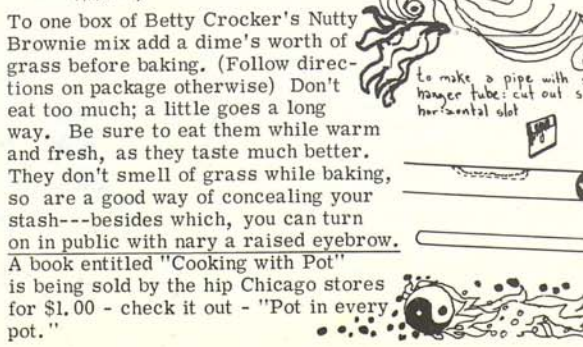 To one box of Betty Crocker's Nutty
Brownie mix add a dime's worth of
grass before baking. (Follow direc-
tions on package otherwise) Don't
eat too much; a little goes a long
way. Be sure to eat them while warm
and fresh, as they taste much better.
They don't smell of grass while baking,
so are a good way of concealing your
stash---besides which, you can turn
on in public with nary a raised eyebrow.
A book entitled "Cooking with Pot"
is being sold by the hip Chicago stores
for $1.00 - check it out - "Pot in every
pot."
to make a pipe with
hanger tube: cut out
horizontal slot